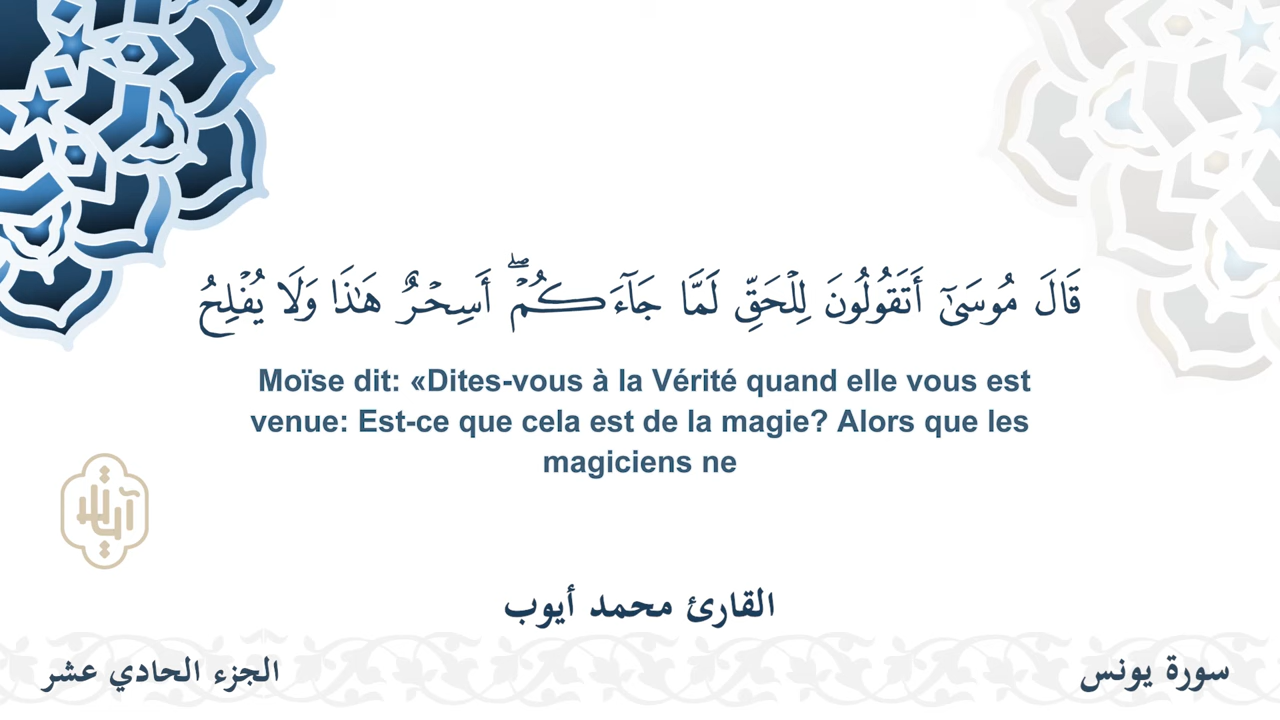 قَالَ مُوسَىٰٓ أَتَقُولُونَ لِلْحَقِّ لَمَّا جَآءَكُمْ ۖ أَسِحْرٌ هَـٰذَا وَلَا يُفْلِحُ
Moïse dit: «Dites-vous à la Vérité quand elle vous est
venue: Est-ce que cela est de la magie? Alors que les
magiciens ne
آيات
القارئ محمد أيوب
سورة يونس
الجزء الحادي عشر